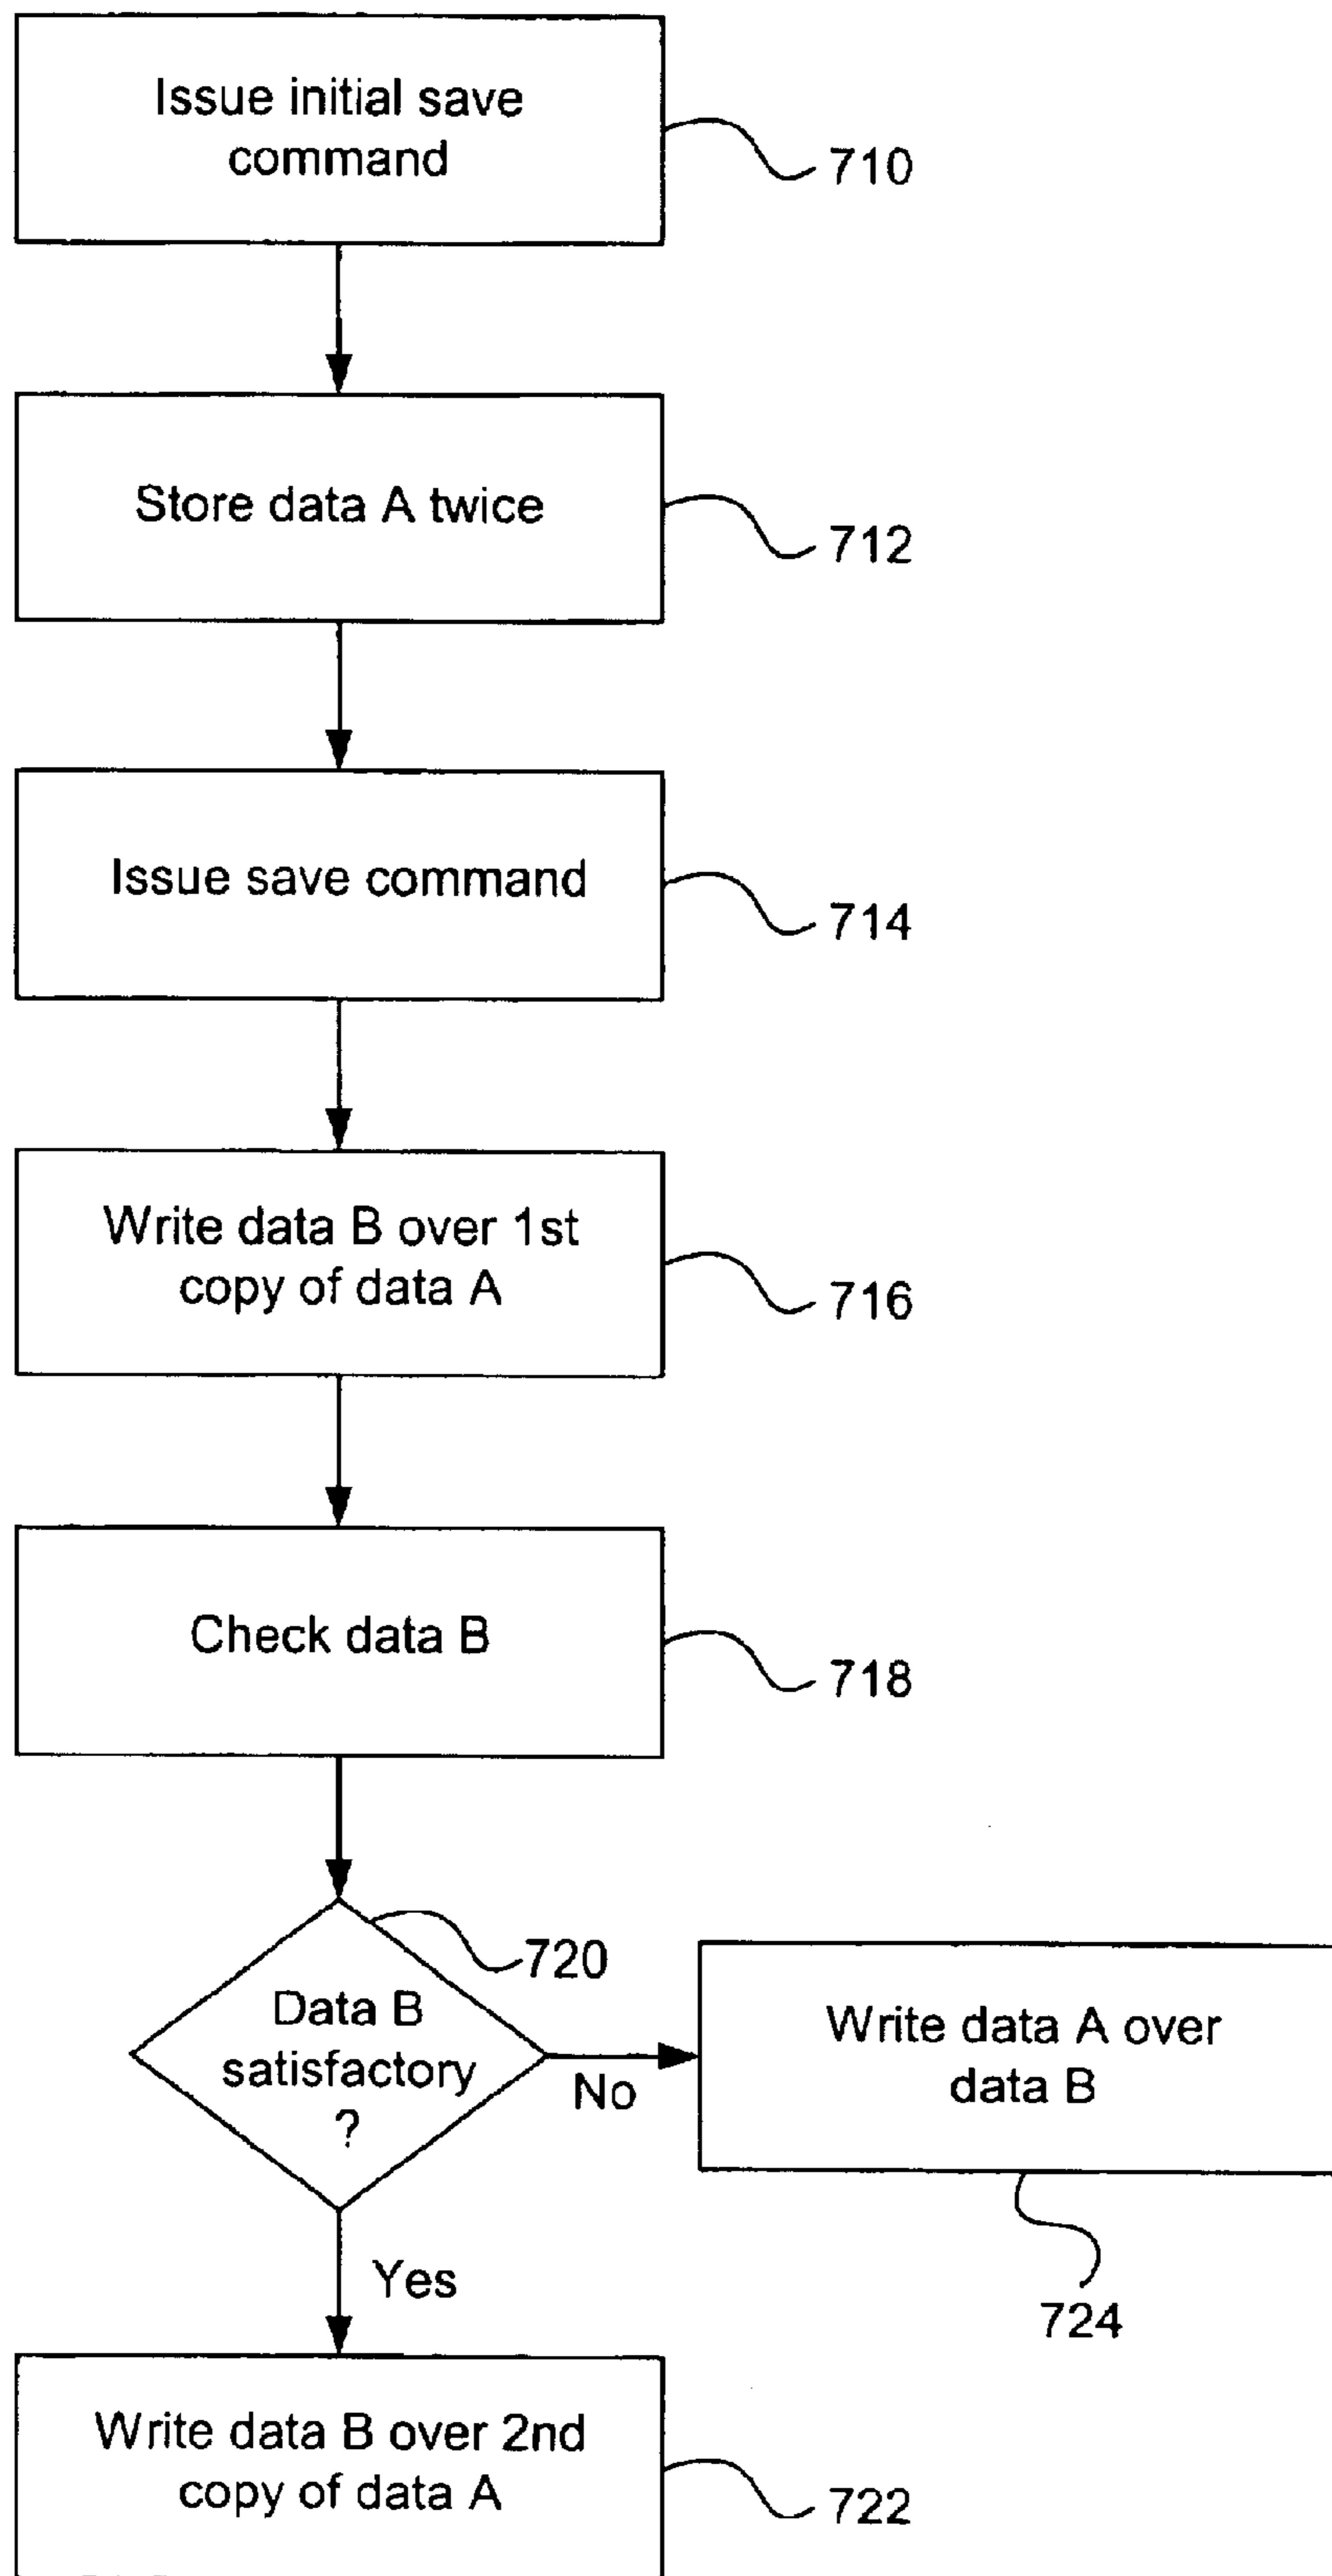 Issue initial save
command
710
Store data A twice
712
Issue save command
714
Write data B over 1st
copy of data A
716
Check data B
718
720
Data B
satisfactory
?
No
Write data A over
data B
724
Yes
Write data B over 2nd
copy of data A
722